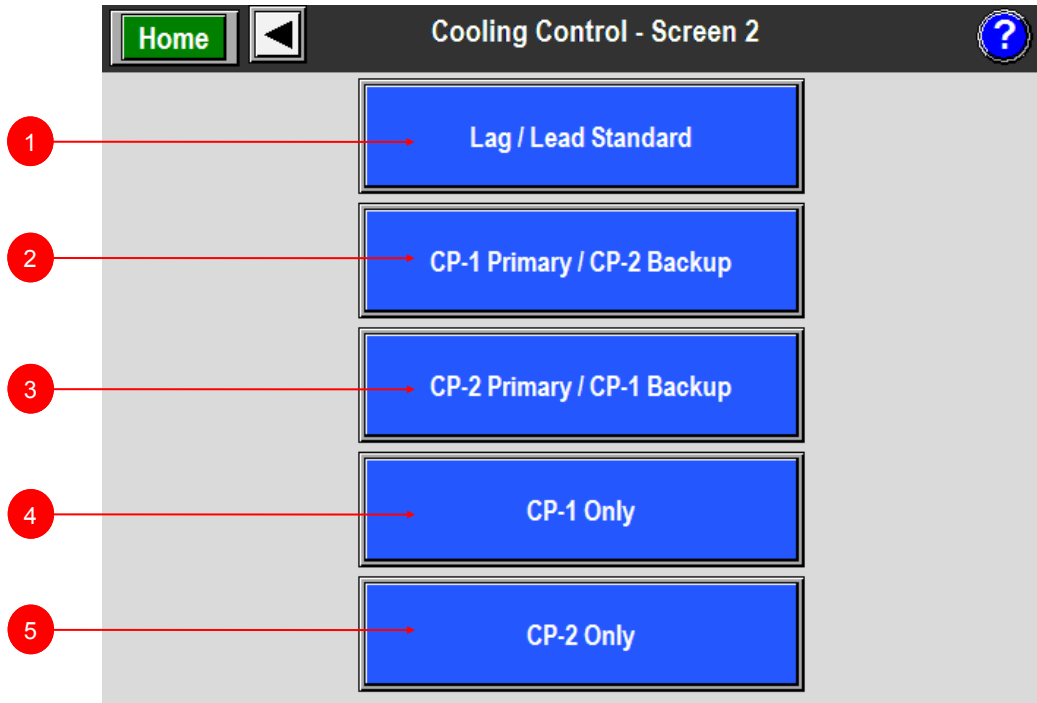 Home
Cooling Control - Screen 2
?
1
Lag / Lead Standard
2
CP-1 Primary / CP-2 Backup
3
CP-2 Primary / CP-1 Backup
4
CP-1 Only
5
CP-2 Only